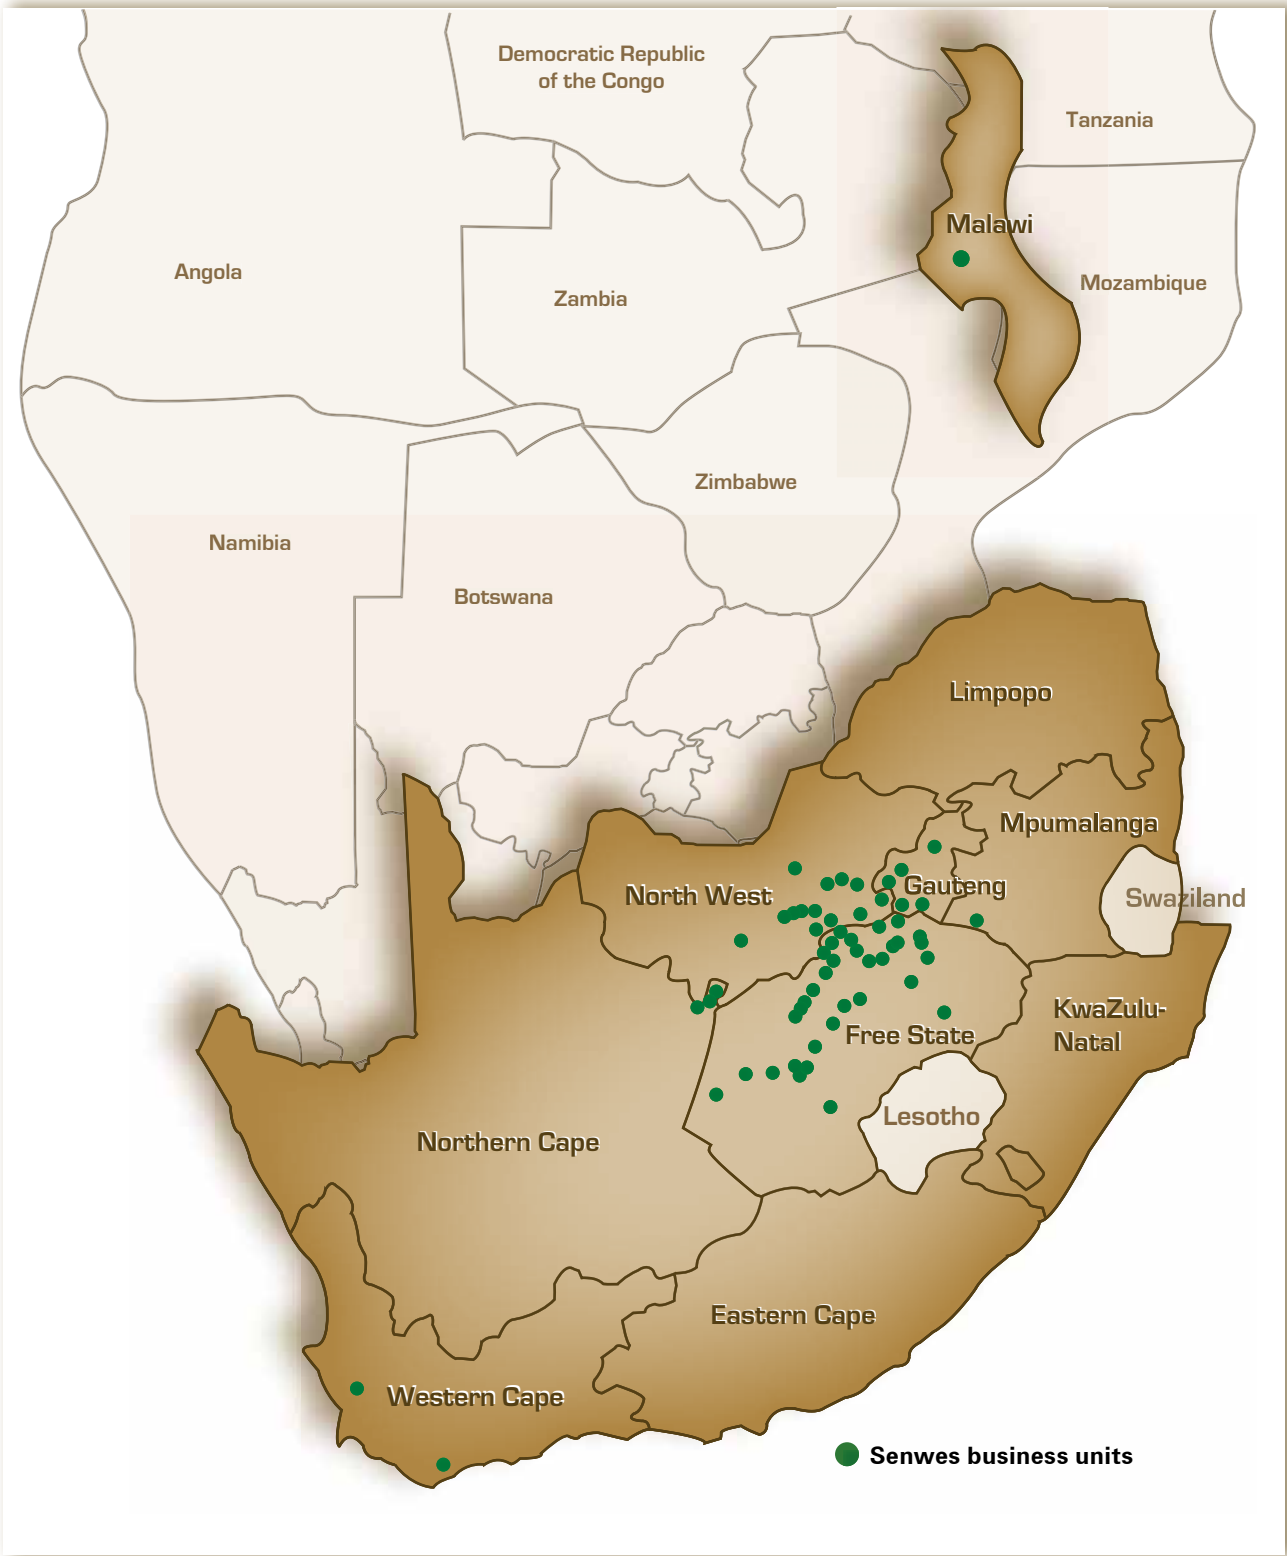 Democratic Republic
of the Congo
Tanzania
Malawi
Angola
Mozambique
Zambia
Zimbabwe
Namibia
Botswana
Limpopo
Mpumalanga
Gauteng
North West
Swaziland
KwaZulu-
Natal
Free State
Lesotho
Northern Cape
Eastern Cape
Western Cape
Senwes business units